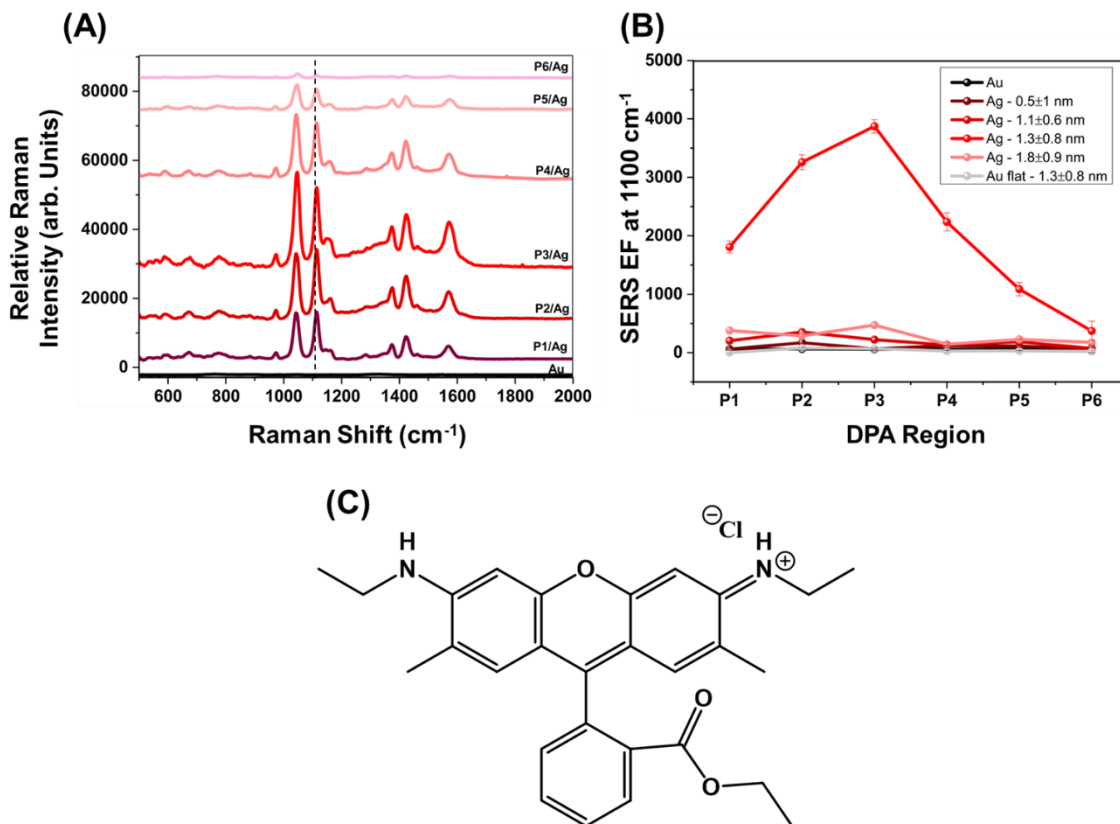 (A)
Relative Raman
Intensity (arb. Units)
80000
60000
40000
20000
0
P6/Ag
P5/Ag
P4/Ag
P3/Ag
P2/Ag
P1/Ag
Au
600 800 1000 1200 1400 1600 1800 2000
Raman Shift (cm⁻¹)
(B)
SERS EF at 1100 cm⁻¹
5000
4000
3000
2000
1000
0
Au
Ag - 0.5±1 nm
Ag - 1.1±0.6 nm
Ag - 1.3±0.8 nm
Ag - 1.8±0.9 nm
Au flat - 1.3±0.8 nm
P1 P2 P3 P4 P5 P6
DPA Region
(C)
H
N
O
⊖Cl
H
N⊕
O
O